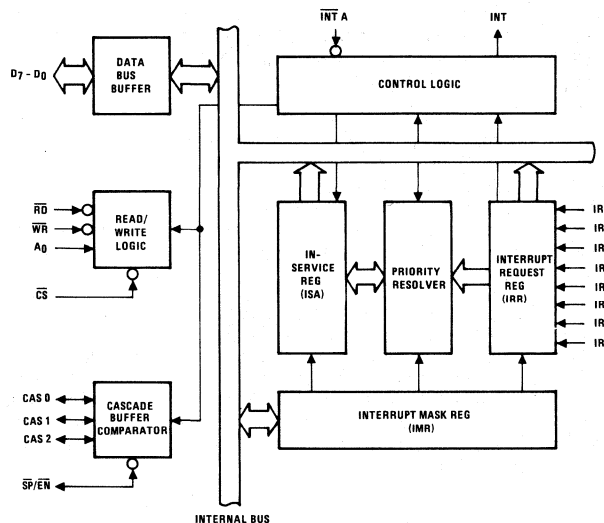 INT A
INT
D7 - D0
DATA
BUS
BUFFER
CONTROL LOGIC
RD
WR
A0
CS
READ/
WRITE
LOGIC
IN-
SERVICE
REG
(ISA)
PRIORITY
RESOLVER
INTERRUPT
REQUEST
REG
(IRR)
IR
IR
IR
IR
IR
IR
IR
IR
CAS 0
CAS 1
CAS 2
CASCADE
BUFFER
COMPARATOR
INTERRUPT MASK REG
(IMR)
SP/EN
INTERNAL BUS